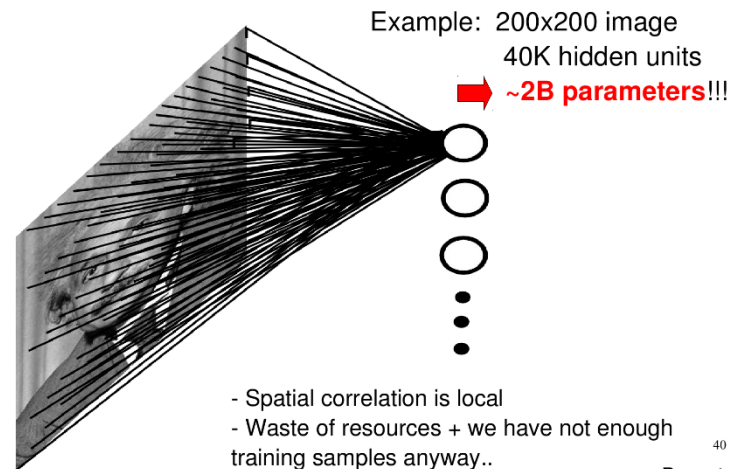 Example: 200x200 image
40K hidden units
~2B parameters!!!
- Spatial correlation is local
- Waste of resources + we have not enough
training samples anyway..
40